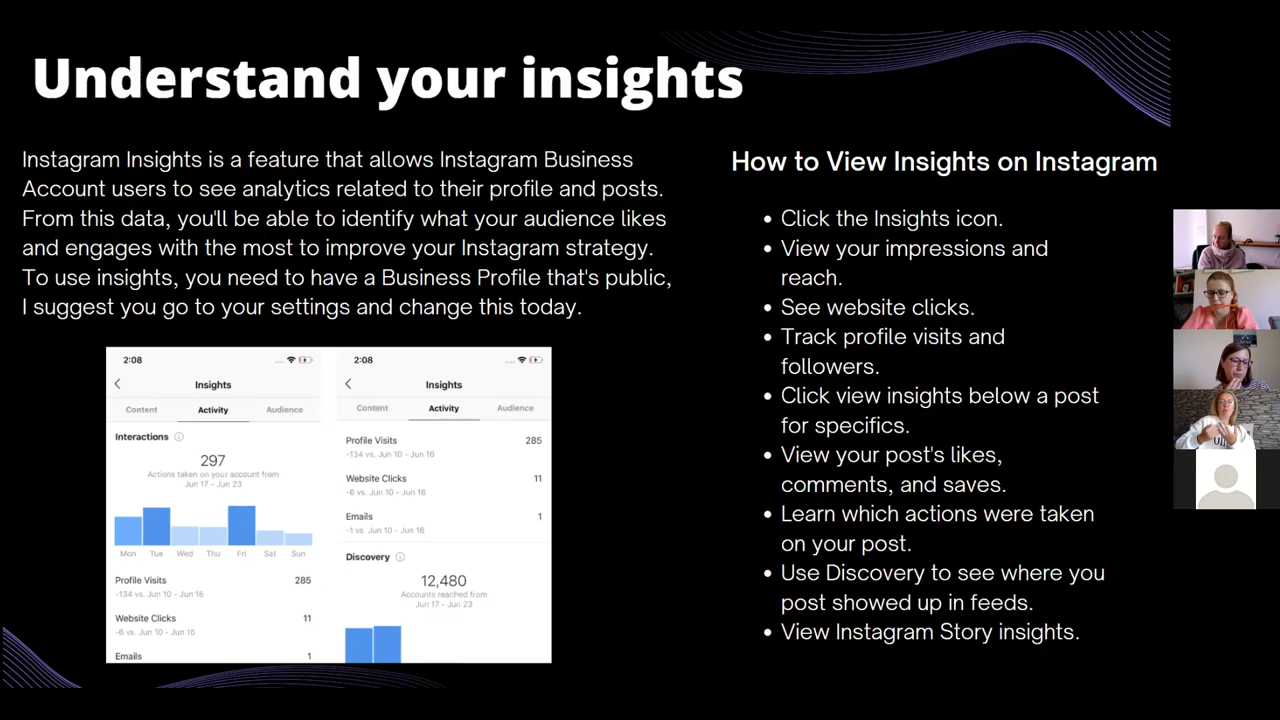 Understand your insights
Instagram Insights is a feature that allows Instagram Business
Account users to see analytics related to their profile and posts.
From this data, you'll be able to identify what your audience likes
and engages with the most to improve your Instagram strategy.
To use insights, you need to have a Business Profile that's public,
I suggest you go to your settings and change this today.
2:08
Insights
Content Activity Audience
Interactions
297
Actions taken on your account from
Jun 17 - Jun 23
Mon Tue Wed Thu Fri Sat Sun
Profile Visits 285
-134 vs. Jun 10 - Jun 16
Website Clicks 11
-6 vs. Jun 10 - Jun 16
Emails 1
2:08
Insights
Content Activity Audience
Profile Visits 285
-134 vs. Jun 10 - Jun 16
Website Clicks 11
-6 vs. Jun 10 - Jun 16
Emails 1
-1 vs. Jun 10 - Jun 16
Discovery
12,480
Accounts reached from
Jun 17 - Jun 23
How to View Insights on Instagram
• Click the Insights icon.
• View your impressions and
reach.
• See website clicks.
• Track profile visits and
followers.
• Click view insights below a post
for specifics.
• View your post's likes,
comments, and saves.
• Learn which actions were taken
on your post.
• Use Discovery to see where you
post showed up in feeds.
• View Instagram Story insights.